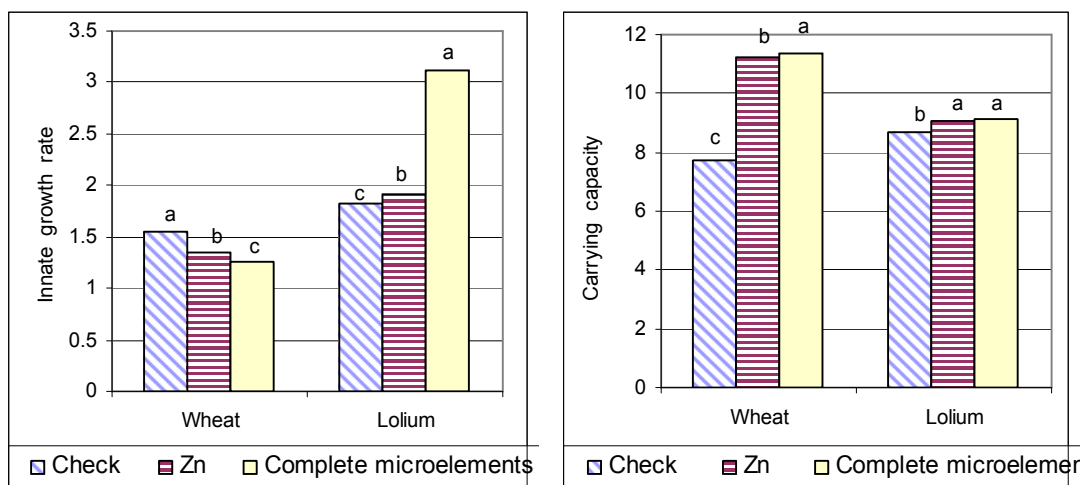 3.5
3
2.5
2
1.5
1
0.5
0
Innate growth rate
a
b
c
c
b
a
Wheat Lolium
Check Zn Complete microelements
12
10
8
6
4
2
0
Carrying capacity
c
b
a
b
a
a
Wheat Lolium
Check Zn Complete microelemen